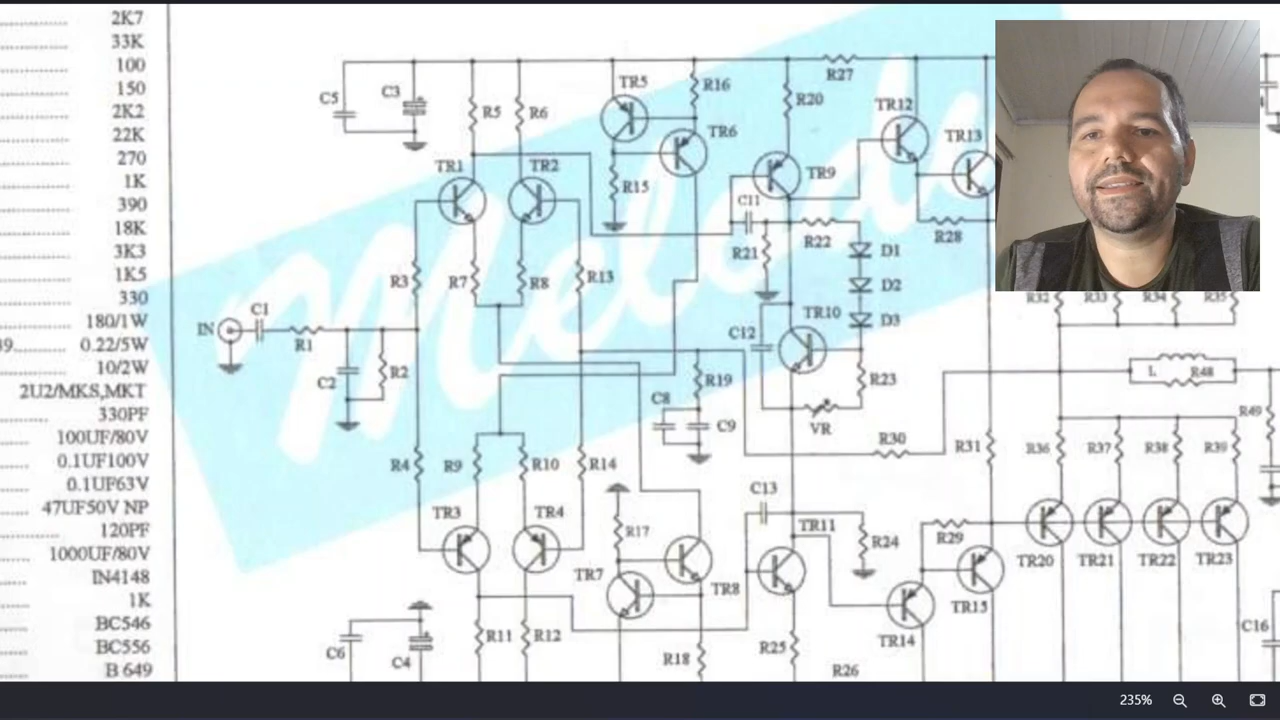 2K7
33K
100
150
2K2
22K
270
1K
390
18K
3K3
1K5
330
180/1W
0.22/5W
10/2W
2U2/MKS,MKT
330PF
100UF/80V
0.1UF100V
0.1UF63V
47UF50V NP
120PF
1000UF/80V
IN4148
1K
BC546
BC556
B 649
R27
TR5
R16
C5
C3
R5
R6
R20
TR12
TR6
TR13
TR1
TR2
TR9
R15
C11
R28
R22
R21
D1
R3
R7
R8
R13
D2
R32
R33
R34
R35
C1
TR10
D3
IN
C12
R1
C2
R2
R19
R23
L
R48
C8
C9
VR
R49
R30
R31
R36
R37
R38
R39
R4
R9
R10
R14
C13
TR3
TR4
R17
TR11
R24
R29
TR20
TR21
TR22
TR23
TR7
TR8
TR15
TR14
R11
R12
C6
C4
R18
R25
R26
C16
Melodi
235%